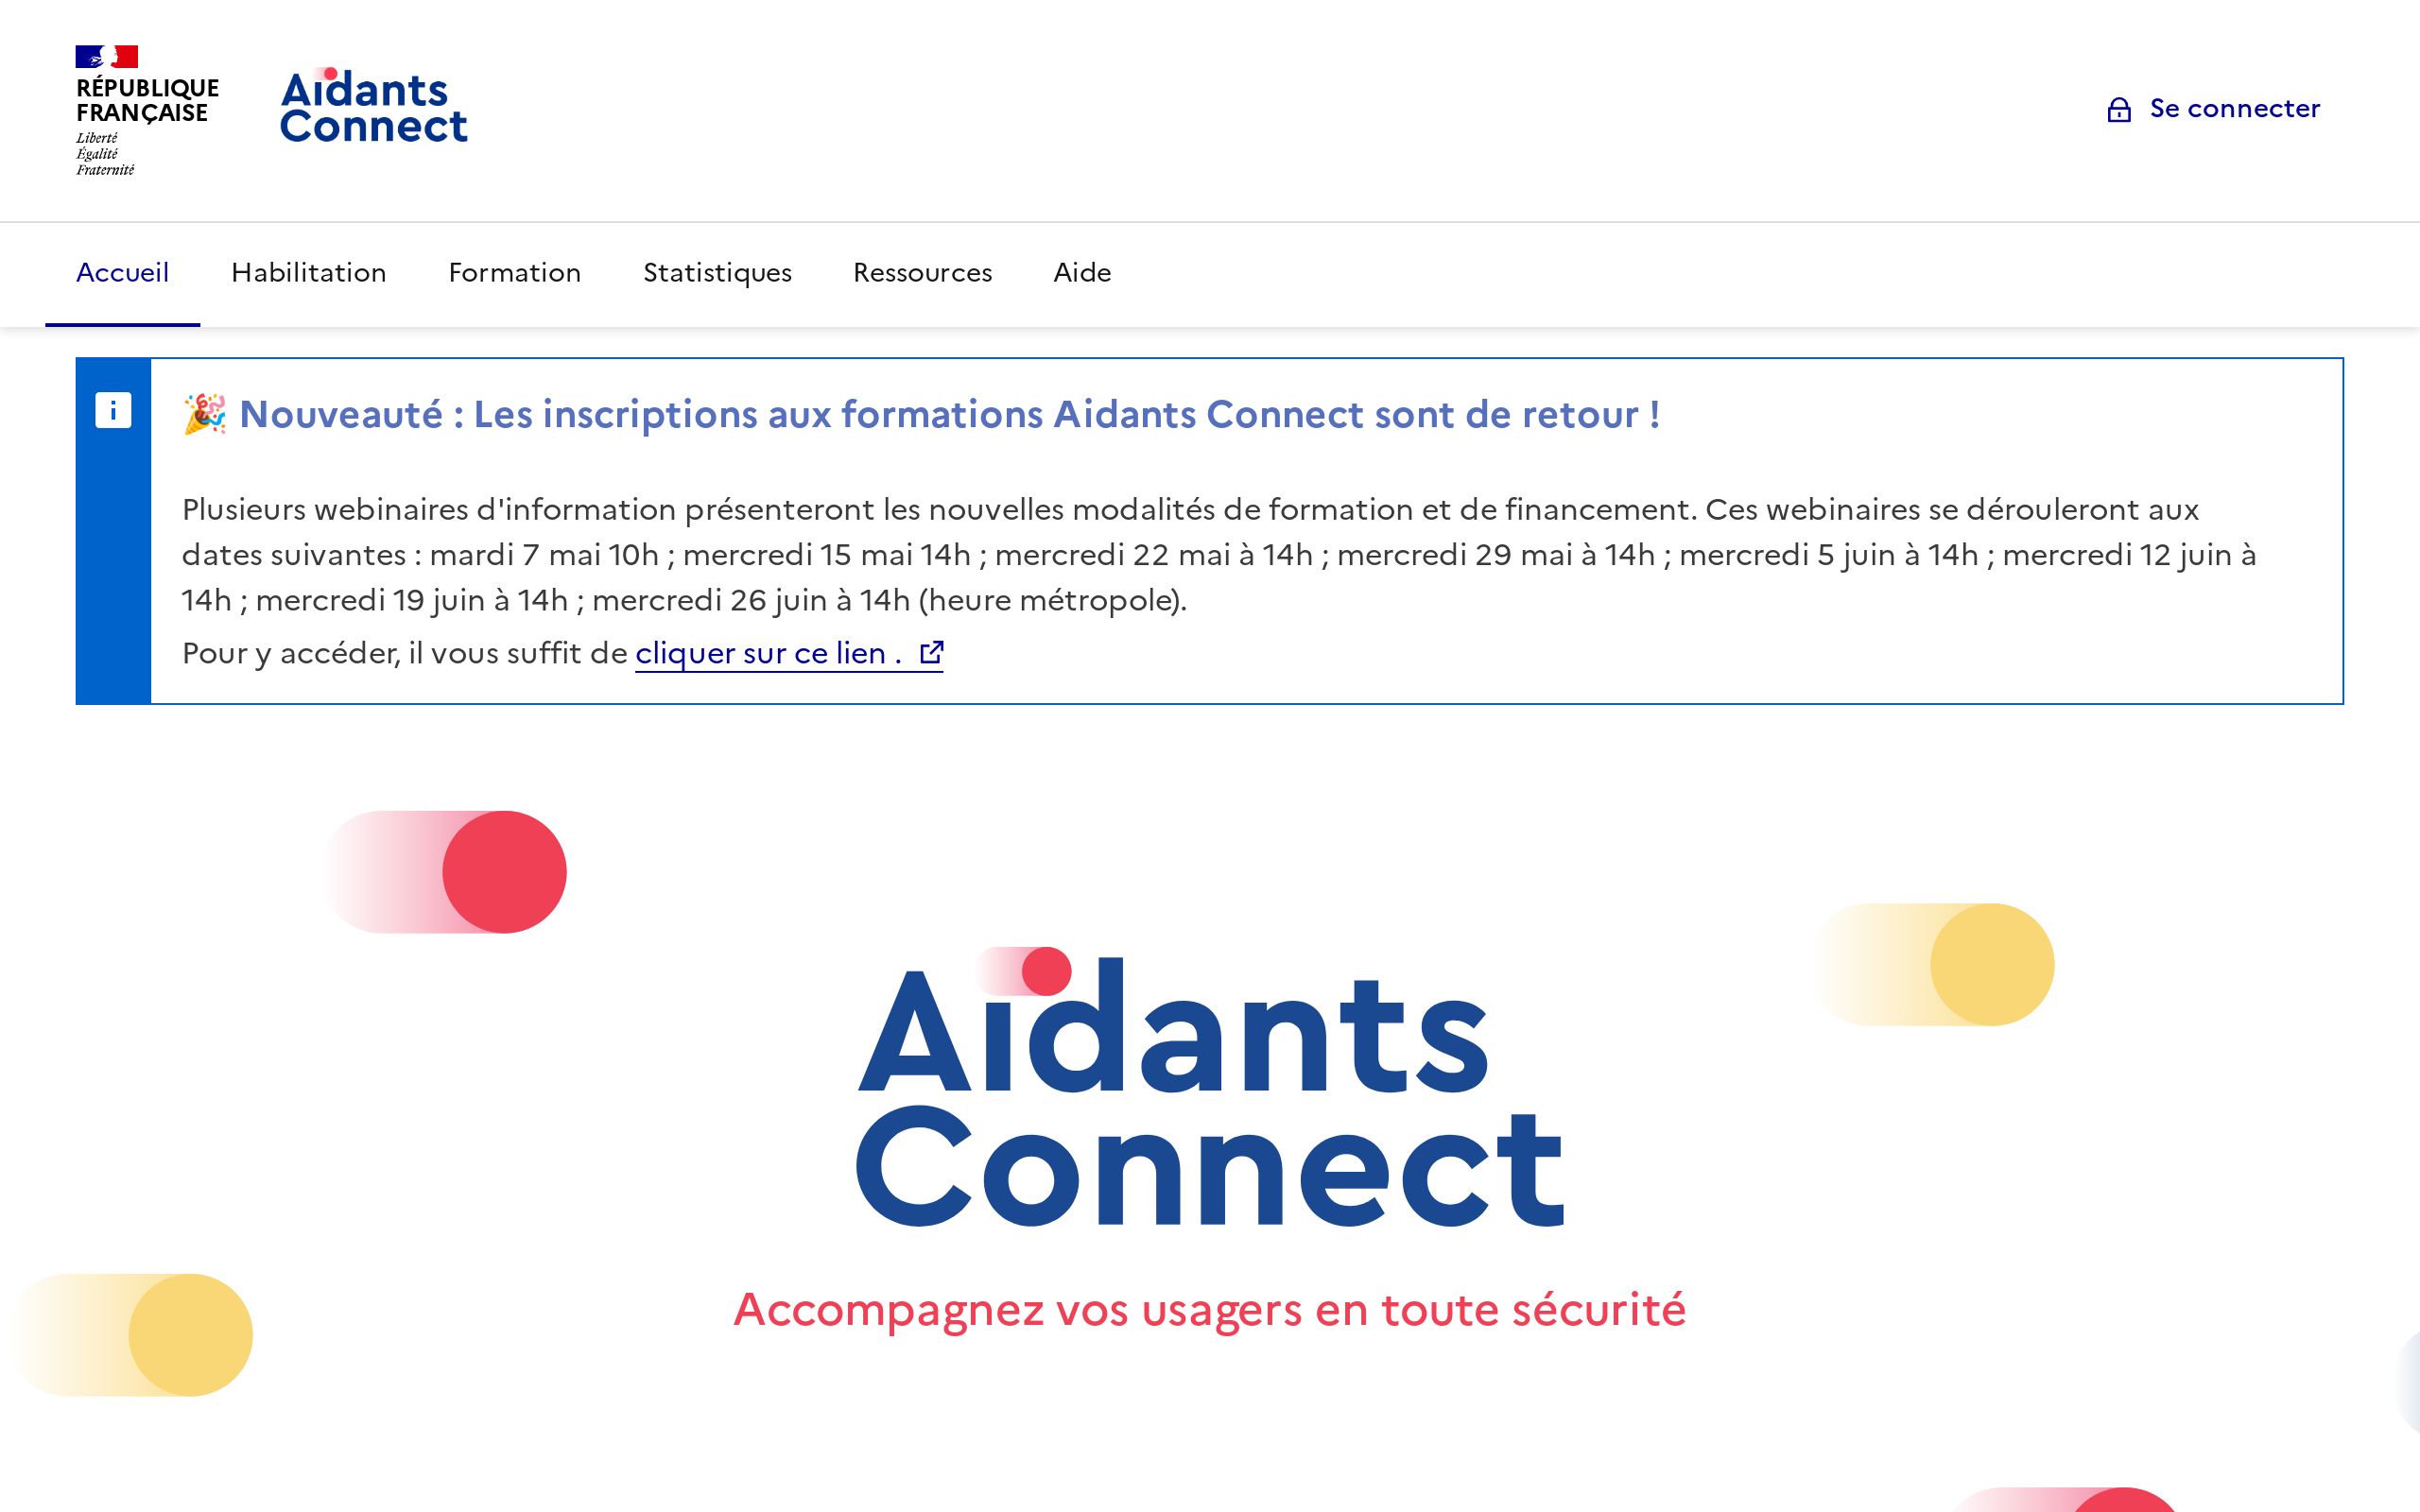 RÉPUBLIQUE
FRANÇAISE
Liberté
Égalité
Fraternité
Aidants
Connect
Se connecter
Accueil
Habilitation
Formation
Statistiques
Ressources
Aide
🎉 Nouveauté : Les inscriptions aux formations Aidants Connect sont de retour !
Plusieurs webinaires d'information présenteront les nouvelles modalités de formation et de financement. Ces webinaires se dérouleront aux
dates suivantes : mardi 7 mai 10h ; mercredi 15 mai 14h ; mercredi 22 mai à 14h ; mercredi 29 mai à 14h ; mercredi 5 juin à 14h ; mercredi 12 juin à
14h ; mercredi 19 juin à 14h ; mercredi 26 juin à 14h (heure métropole).
Pour y accéder, il vous suffit de cliquer sur ce lien .
Aidants
Connect
Accompagnez vos usagers en toute sécurité